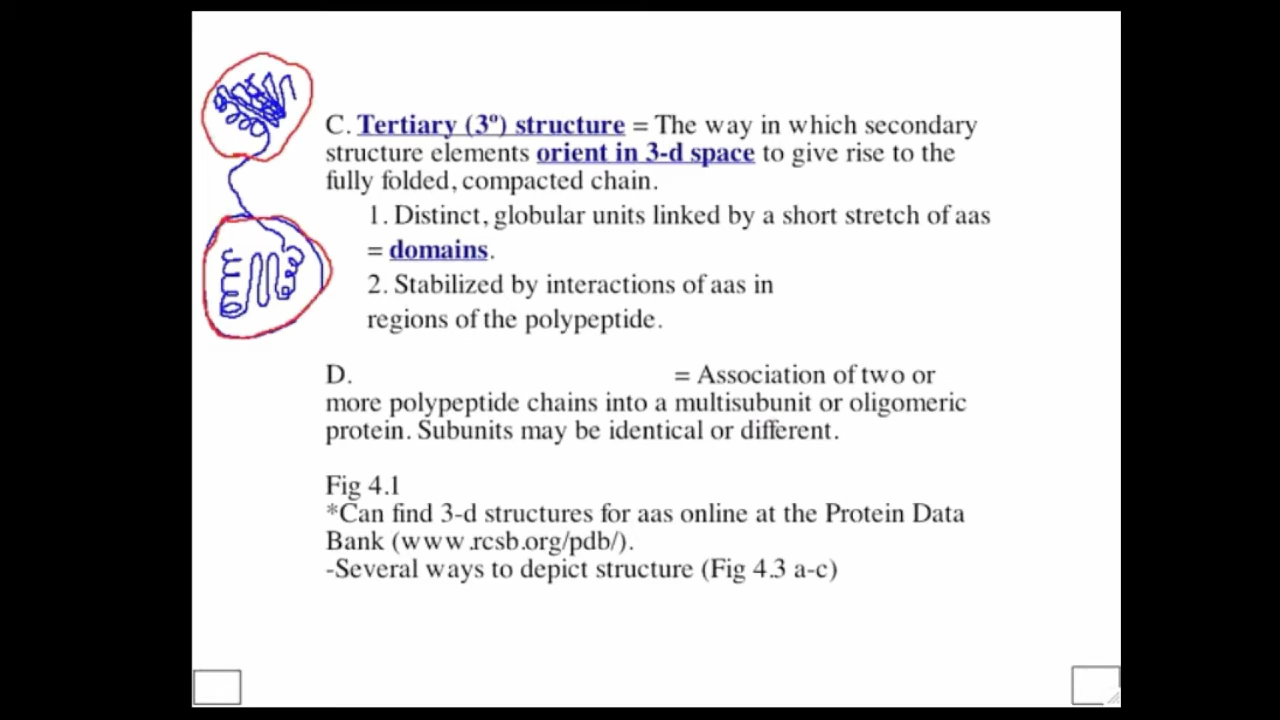 C. Tertiary (3º) structure = The way in which secondary
structure elements orient in 3-d space to give rise to the
fully folded, compacted chain.
1. Distinct, globular units linked by a short stretch of aas
= domains.
2. Stabilized by interactions of aas in
regions of the polypeptide.
D. = Association of two or
more polypeptide chains into a multisubunit or oligomeric
protein. Subunits may be identical or different.
Fig 4.1
*Can find 3-d structures for aas online at the Protein Data
Bank (www.rcsb.org/pdb/).
-Several ways to depict structure (Fig 4.3 a-c)